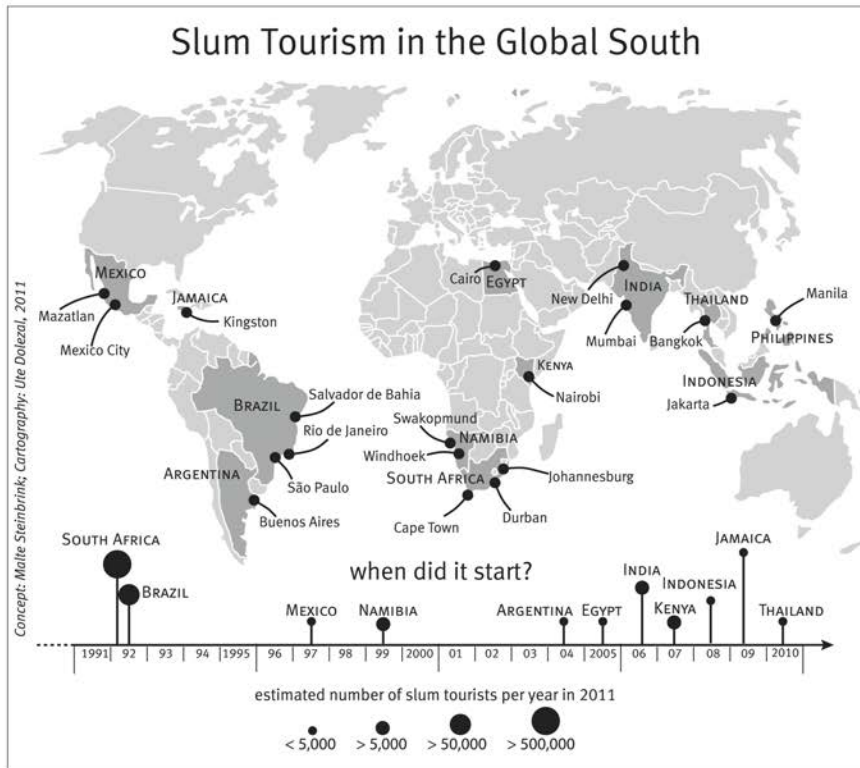 Slum Tourism in the Global South
Concept: Malte Steinbrink; Cartography: Ute Dolezal, 2011
MEXICO
Mazatlan
Mexico City
JAMAICA
Kingston
Cairo
EGYPT
New Delhi
INDIA
Mumbai
THAILAND
Bangkok
Manila
PHILIPPINES
INDONESIA
Jakarta
KENYA
Nairobi
BRAZIL
Salvador de Bahia
Rio de Janeiro
São Paulo
ARGENTINA
Buenos Aires
Swakopmund
NAMIBIA
Windhoek
SOUTH AFRICA
Johannesburg
Durban
Cape Town
when did it start?
SOUTH AFRICA
BRAZIL
MEXICO
NAMIBIA
ARGENTINA
EGYPT
INDIA
KENYA
INDONESIA
JAMAICA
THAILAND
1991 92 93 94 1995 96 97 98 99 2000 01 02 03 04 2005 06 07 08 09 2010
estimated number of slum tourists per year in 2011
< 5,000 > 5,000 > 50,000 > 500,000